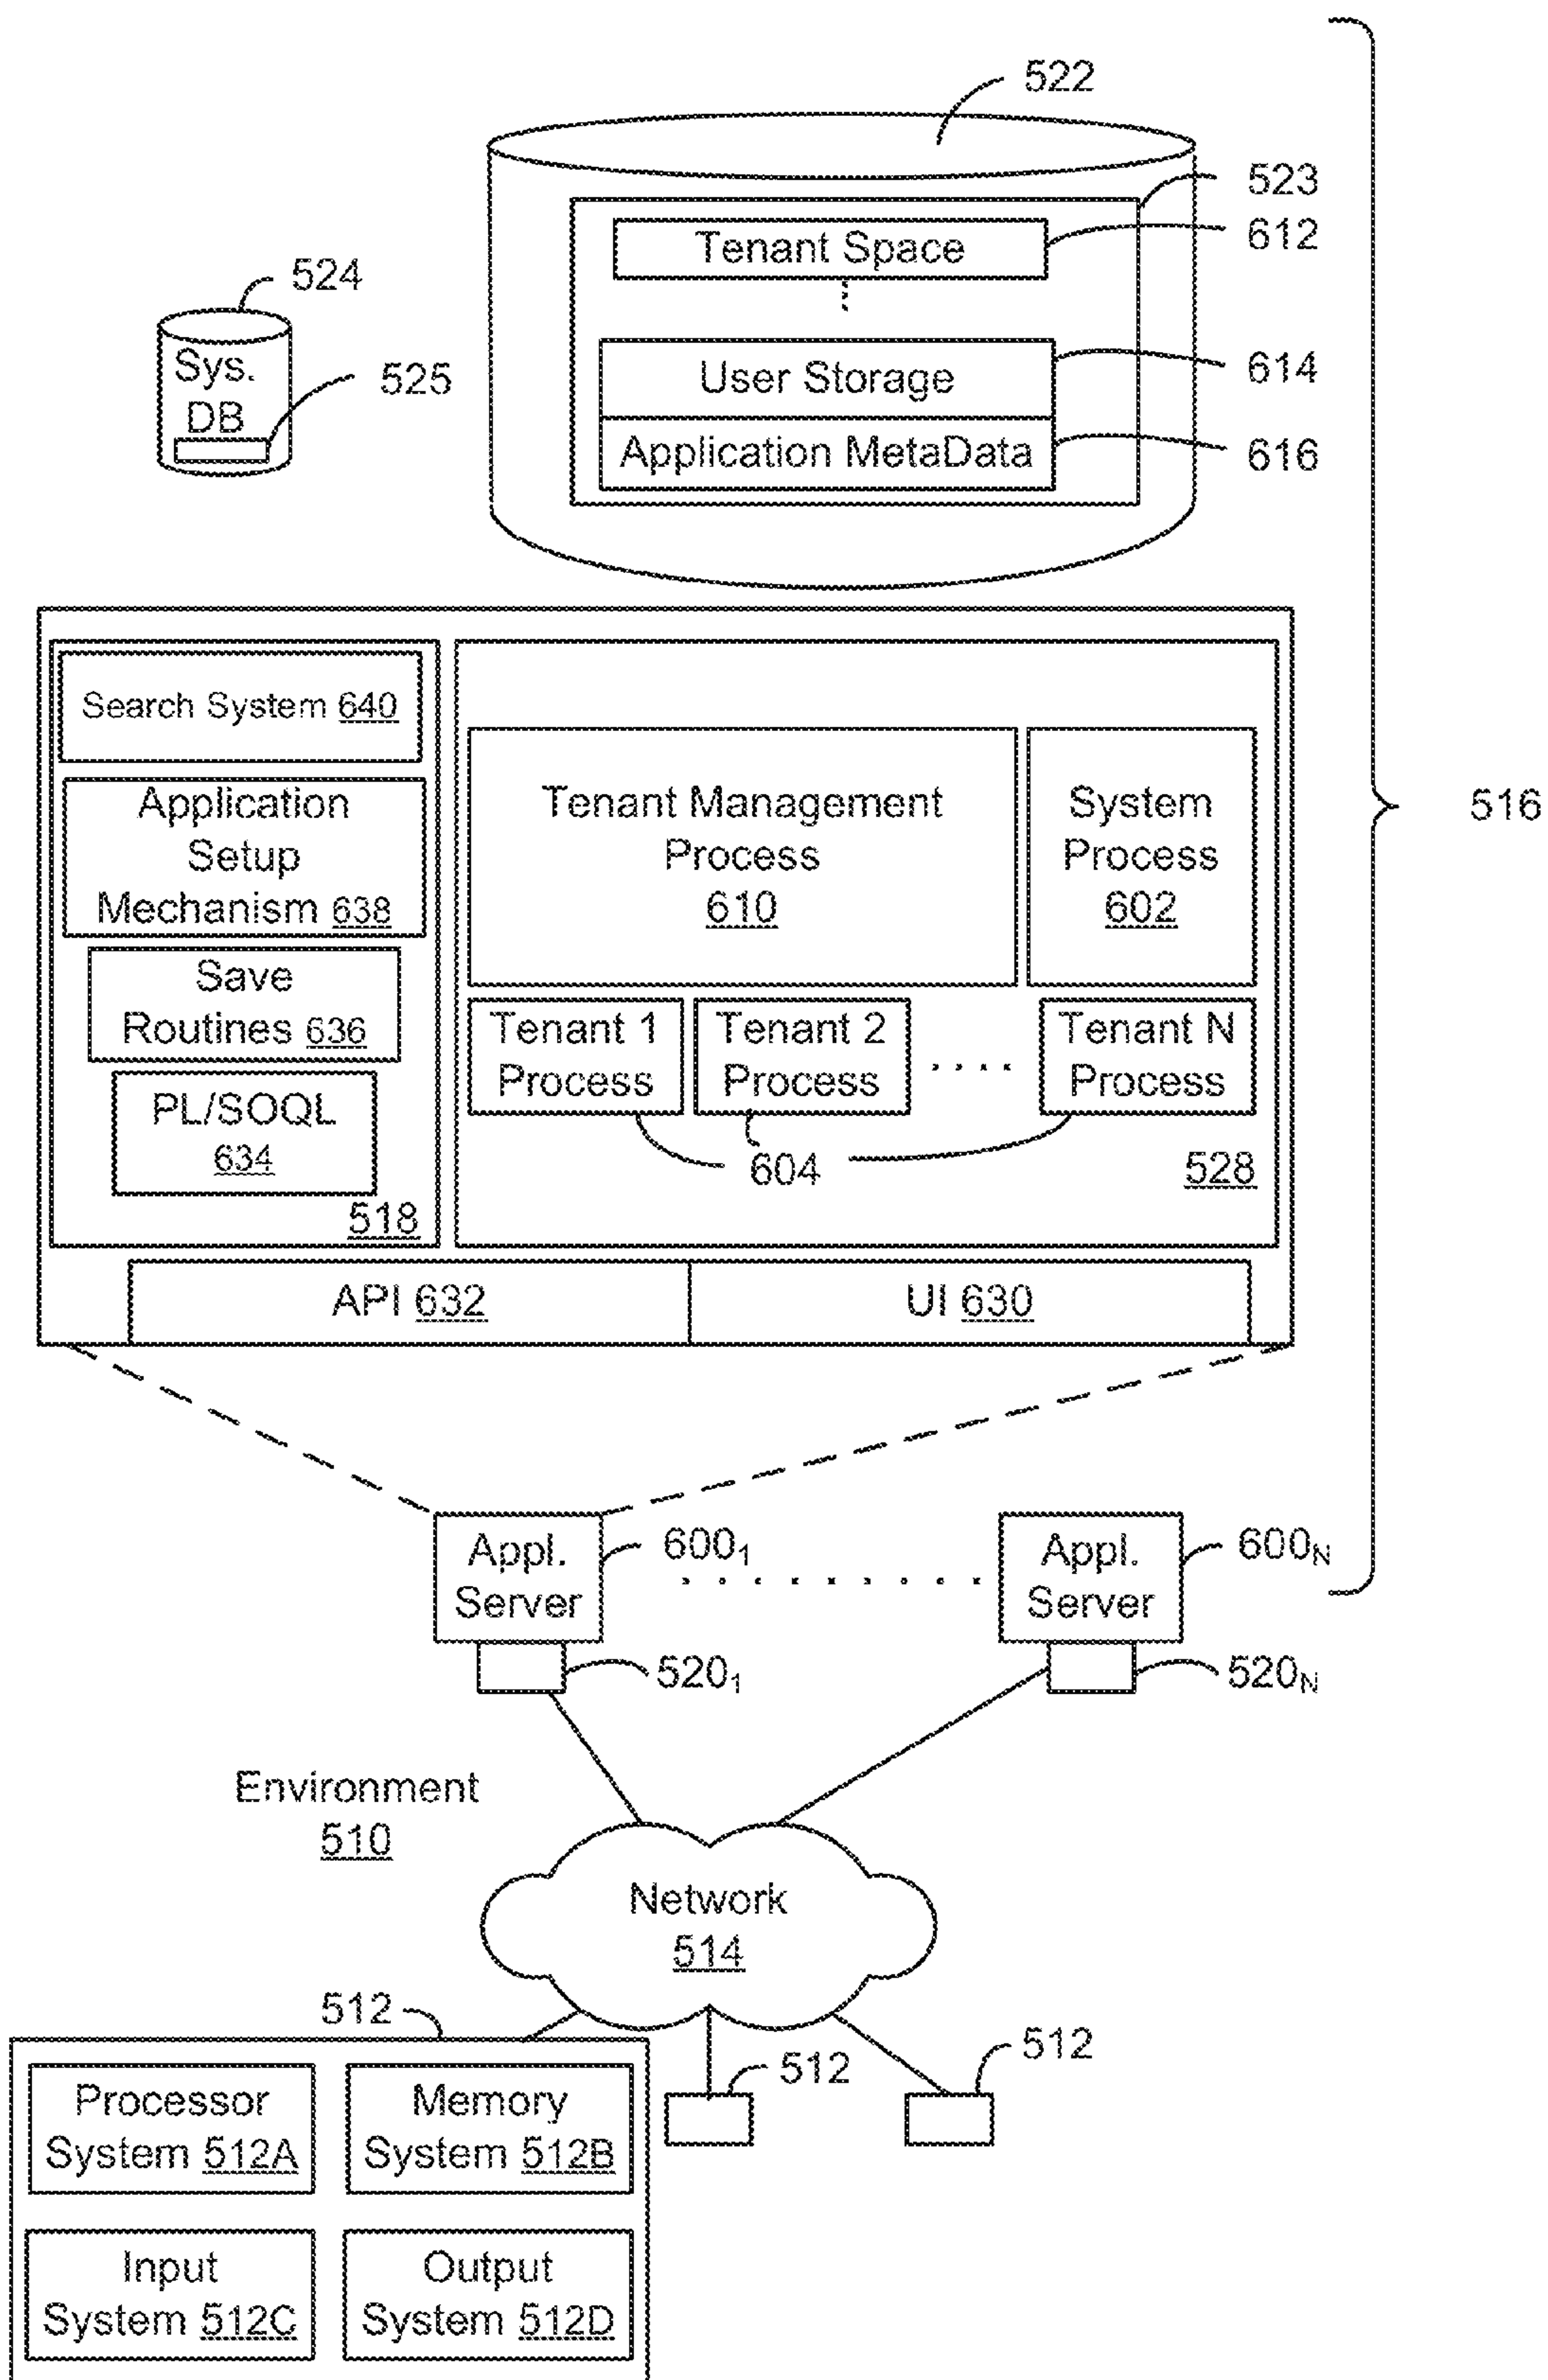 522
523
Tenant Space
612
524
Sys.
DB
525
User Storage
614
Application MetaData
616
Search System 640
Application
Setup
Mechanism 638
Save
Routines 636
PL/SOQL
634
518
Tenant Management
Process
610
System
Process
602
516
Tenant 1
Process
Tenant 2
Process
. . . .
Tenant N
Process
604
528
API 632
UI 630
Appl.
Server
600₁
. . . . . . . . .
Appl.
Server
600ₙ
520₁
520ₙ
Environment
510
Network
514
512
512
512
Processor
System 512A
Memory
System 512B
Input
System 512C
Output
System 512D